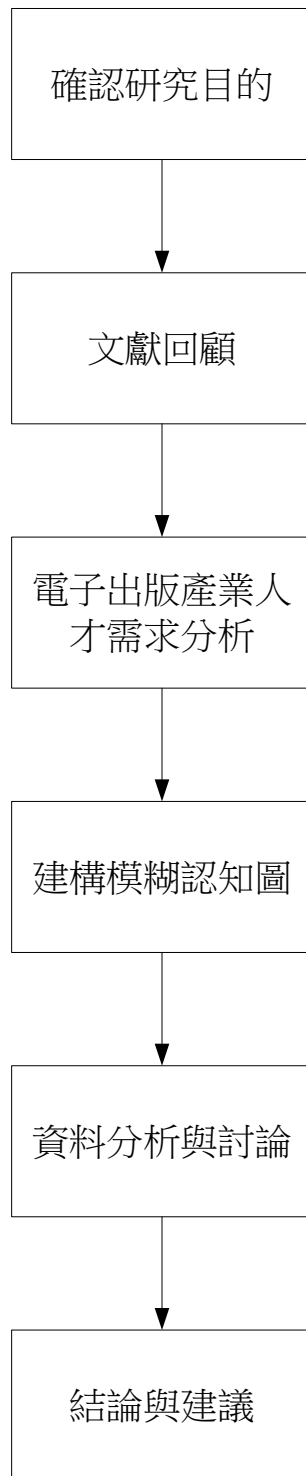 確認研究目的
文獻回顧
電子出版產業人
才需求分析
建構模糊認知圖
資料分析與討論
結論與建議